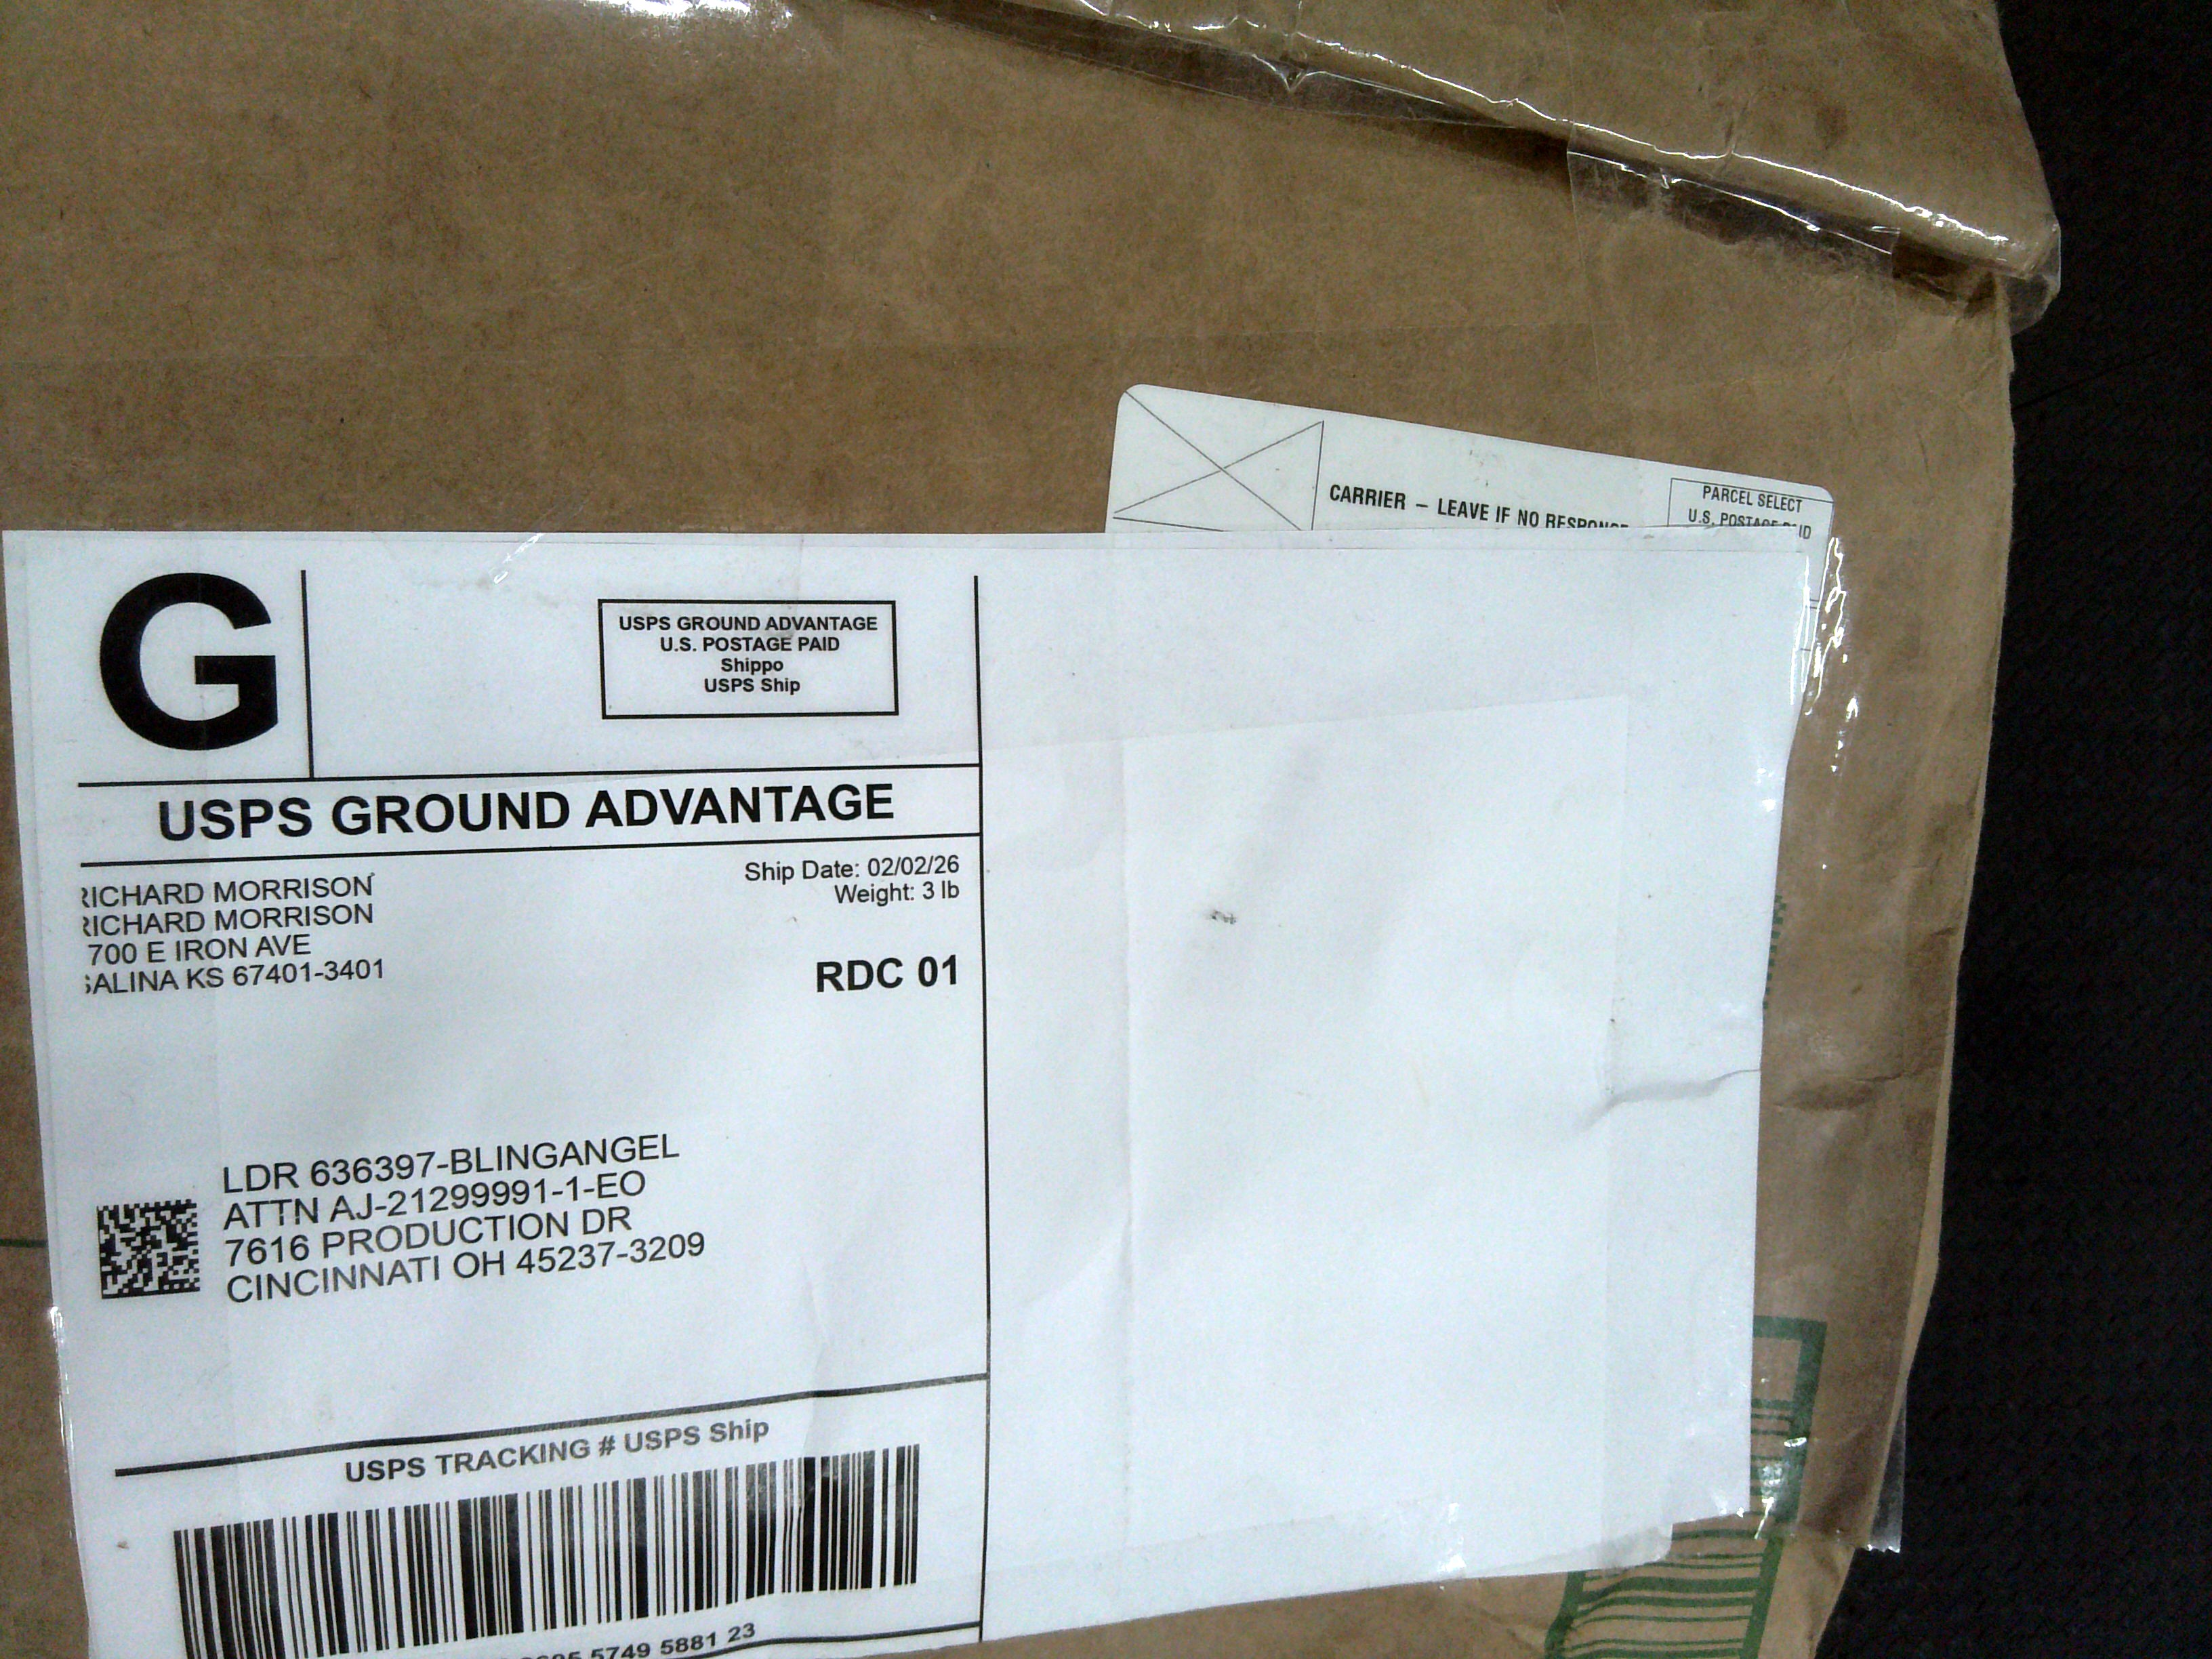 CARRIER – LEAVE IF NO RESPONSE
PARCEL SELECT
U.S. POSTAGE PAID
G
USPS GROUND ADVANTAGE
U.S. POSTAGE PAID
Shippo
USPS Ship
USPS GROUND ADVANTAGE
RICHARD MORRISON
RICHARD MORRISON
700 E IRON AVE
SALINA KS 67401-3401
Ship Date: 02/02/26
Weight: 3 lb
RDC 01
LDR 636397-BLINGANGEL
ATTN AJ-21299991-1-EO
7616 PRODUCTION DR
CINCINNATI OH 45237-3209
USPS TRACKING # USPS Ship
5749 5881 23